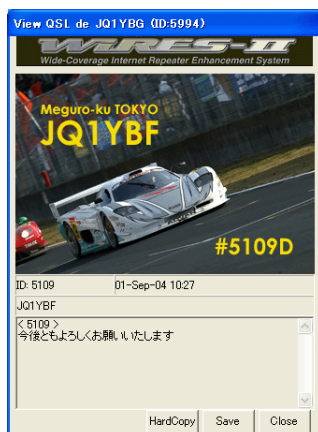 View QSL de JQ1YBG (ID:5994)
WiRES-II
Wide-Coverage Internet Repeater Enhancement System
Meguro-ku TOKYO
JQ1YBF
#5109D
ID: 5109
01-Sep-04 10:27
JQ1YBF
< 5109 >
今後ともよろしくお願いいたします
HardCopy
Save
Close